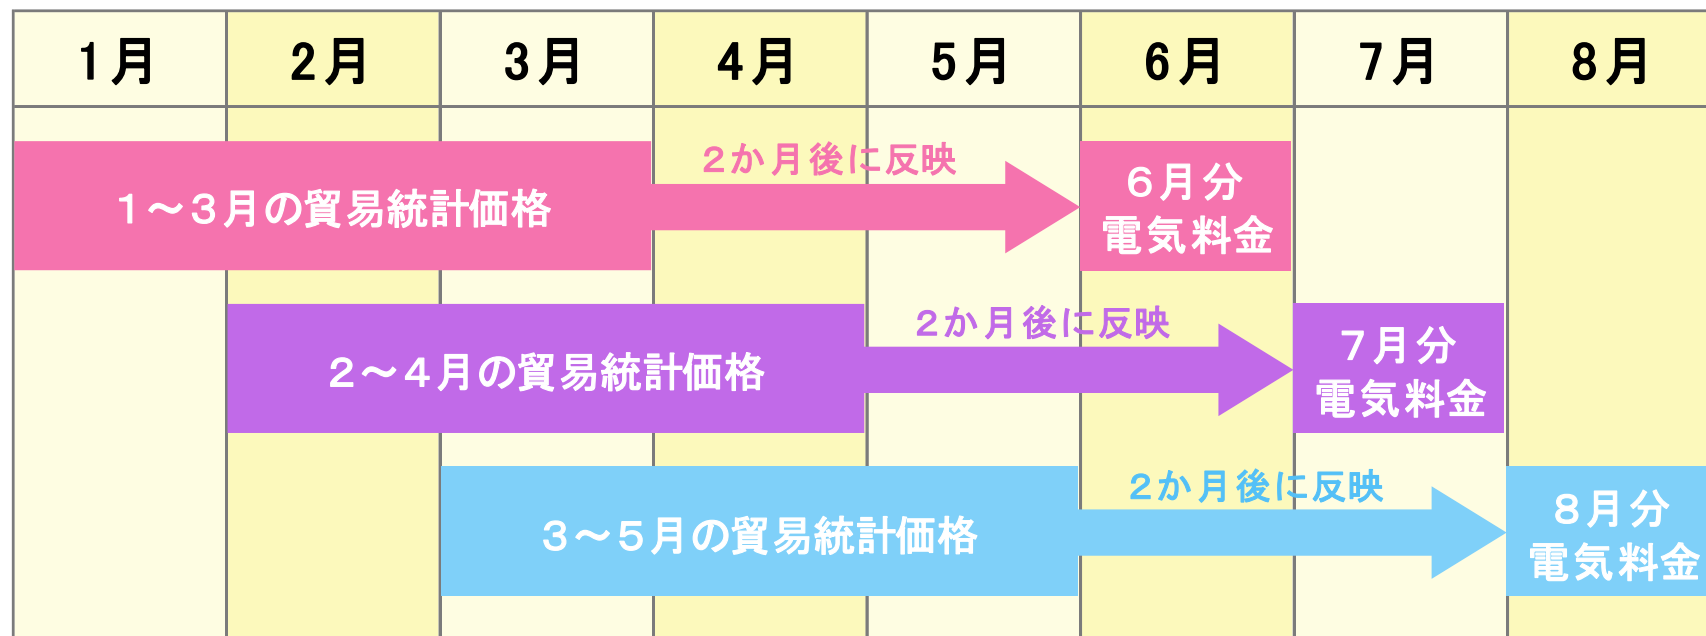 1月 2月 3月 4月 5月 6月 7月 8月
1～3月の貿易統計価格
2か月後に反映
6月分
電気料金
2～4月の貿易統計価格
2か月後に反映
7月分
電気料金
3～5月の貿易統計価格
2か月後に反映
8月分
電気料金